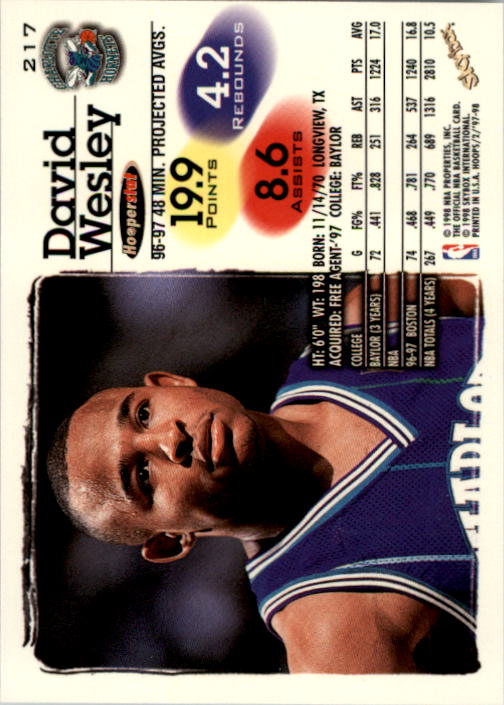 217
CHARLOTTE
HORNETS
David
Wesley
Hooperstat
96-97 48 MIN. PROJECTED AVGS.
19.9
POINTS
4.2
REBOUNDS
8.6
ASSISTS
HT: 6'0" WT: 198 BORN: 11/14/70 LONGVIEW, TX
ACQUIRED: FREE AGENT-'97 COLLEGE: BAYLOR
COLLEGE G FG% FT% REB AST PTS AVG
BAYLOR (3 YEARS) 72 .441 .828 251 316 1224 17.0
NBA
96-97 BOSTON 74 .468 .781 264 537 1240 16.8
NBA TOTALS (4 YEARS) 267 .449 .770 689 1316 2810 10.5
© 1998 NBA PROPERTIES, INC.
THE OFFICIAL NBA BASKETBALL CARD.
© 1998 SKYBOX INTERNATIONAL.
PRINTED IN U.S.A. HOOPS/2/'97-98
NBA
SKYBOX